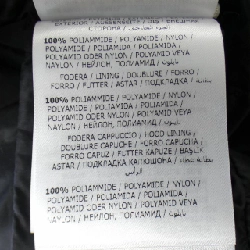 100% POLIAMMIDE / POLYAMIDE / NYLON /
POLYAMIDE / POLIAMIDA / POLIAMIDA /
POLYAMID ODER NYLON / POLYAMID VEYA
NAYLON / НЕЙЛОН, ПОЛИАМИД / نايلون
FODERA / LINING / DOUBLURE / FORRO /
FORRO / FUTTER / ASTAR / ПОДКЛАДКА /
100% POLIAMMIDE / POLYAMIDE / NYLON /
POLYAMIDE / POLIAMIDA / POLIAMIDA /
POLYAMID ODER NYLON / POLYAMID VEYA
NAYLON / НЕЙЛОН, ПОЛИАМИД / نايلون
FODERA CAPPUCCIO / HOOD LINING /
DOUBLURE CAPUCHE / FORRO CAPUCHA /
FORRO CAPUZ / FUTTER KAPUZE / BAŞLIK
ASTARI / ПОДКЛАДКА КАПЮШОНА /
100% POLIAMMIDE / POLYAMIDE / NYLON /
POLYAMIDE / POLIAMIDA / POLIAMIDA /
POLYAMID ODER NYLON / POLYAMID VEYA
NAYLON / НЕЙЛОН, ПОЛИАМИД / نايلون